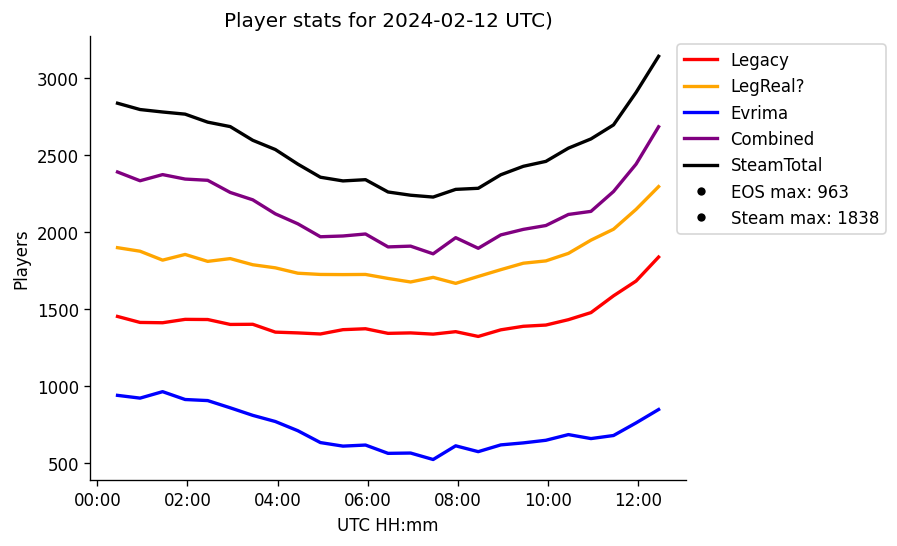 Player stats for 2024-02-12 UTC)
Legacy
LegReal?
Evrima
Combined
SteamTotal
EOS max: 963
Steam max: 1838
Players
3000
2500
2000
1500
1000
500
00:00 02:00 04:00 06:00 08:00 10:00 12:00
UTC HH:mm